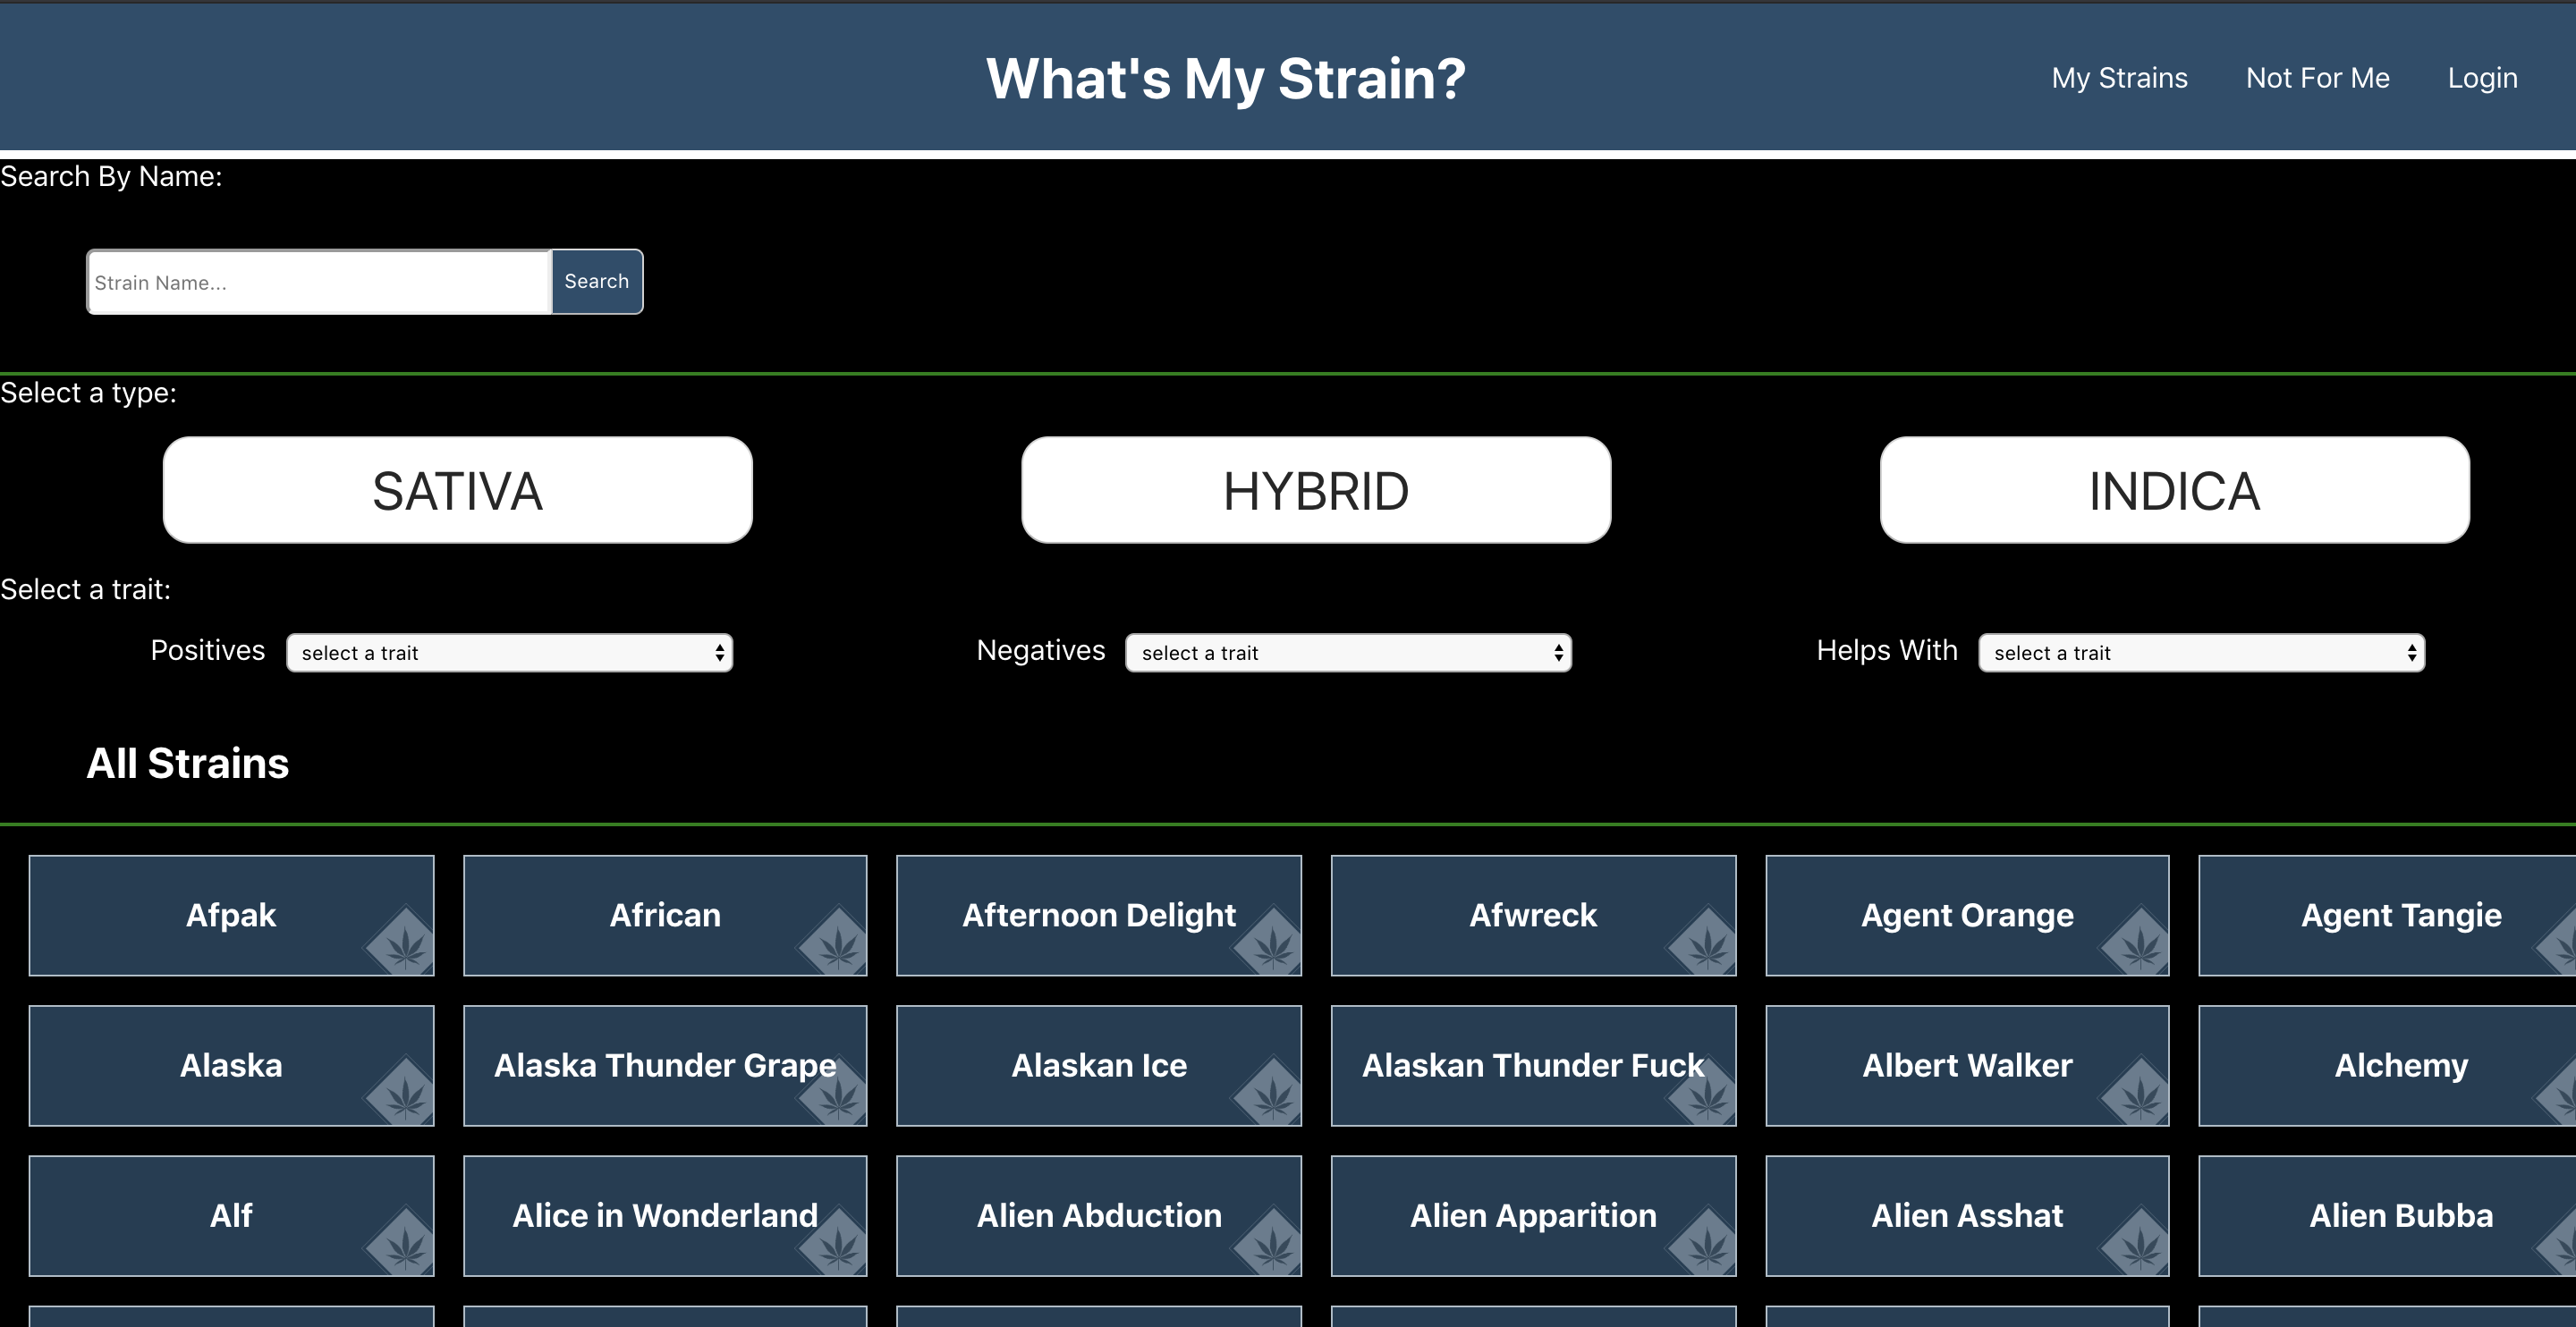 What's My Strain?
My Strains Not For Me Login
Search By Name:
Strain Name... Search
Select a type:
SATIVA HYBRID INDICA
Select a trait:
Positives select a trait Negatives select a trait Helps With select a trait
All Strains
Afpak African Afternoon Delight Afwreck Agent Orange Agent Tangie
Alaska Alaska Thunder Grape Alaskan Ice Alaskan Thunder Fuck Albert Walker Alchemy
Alf Alice in Wonderland Alien Abduction Alien Apparition Alien Asshat Alien Bubba